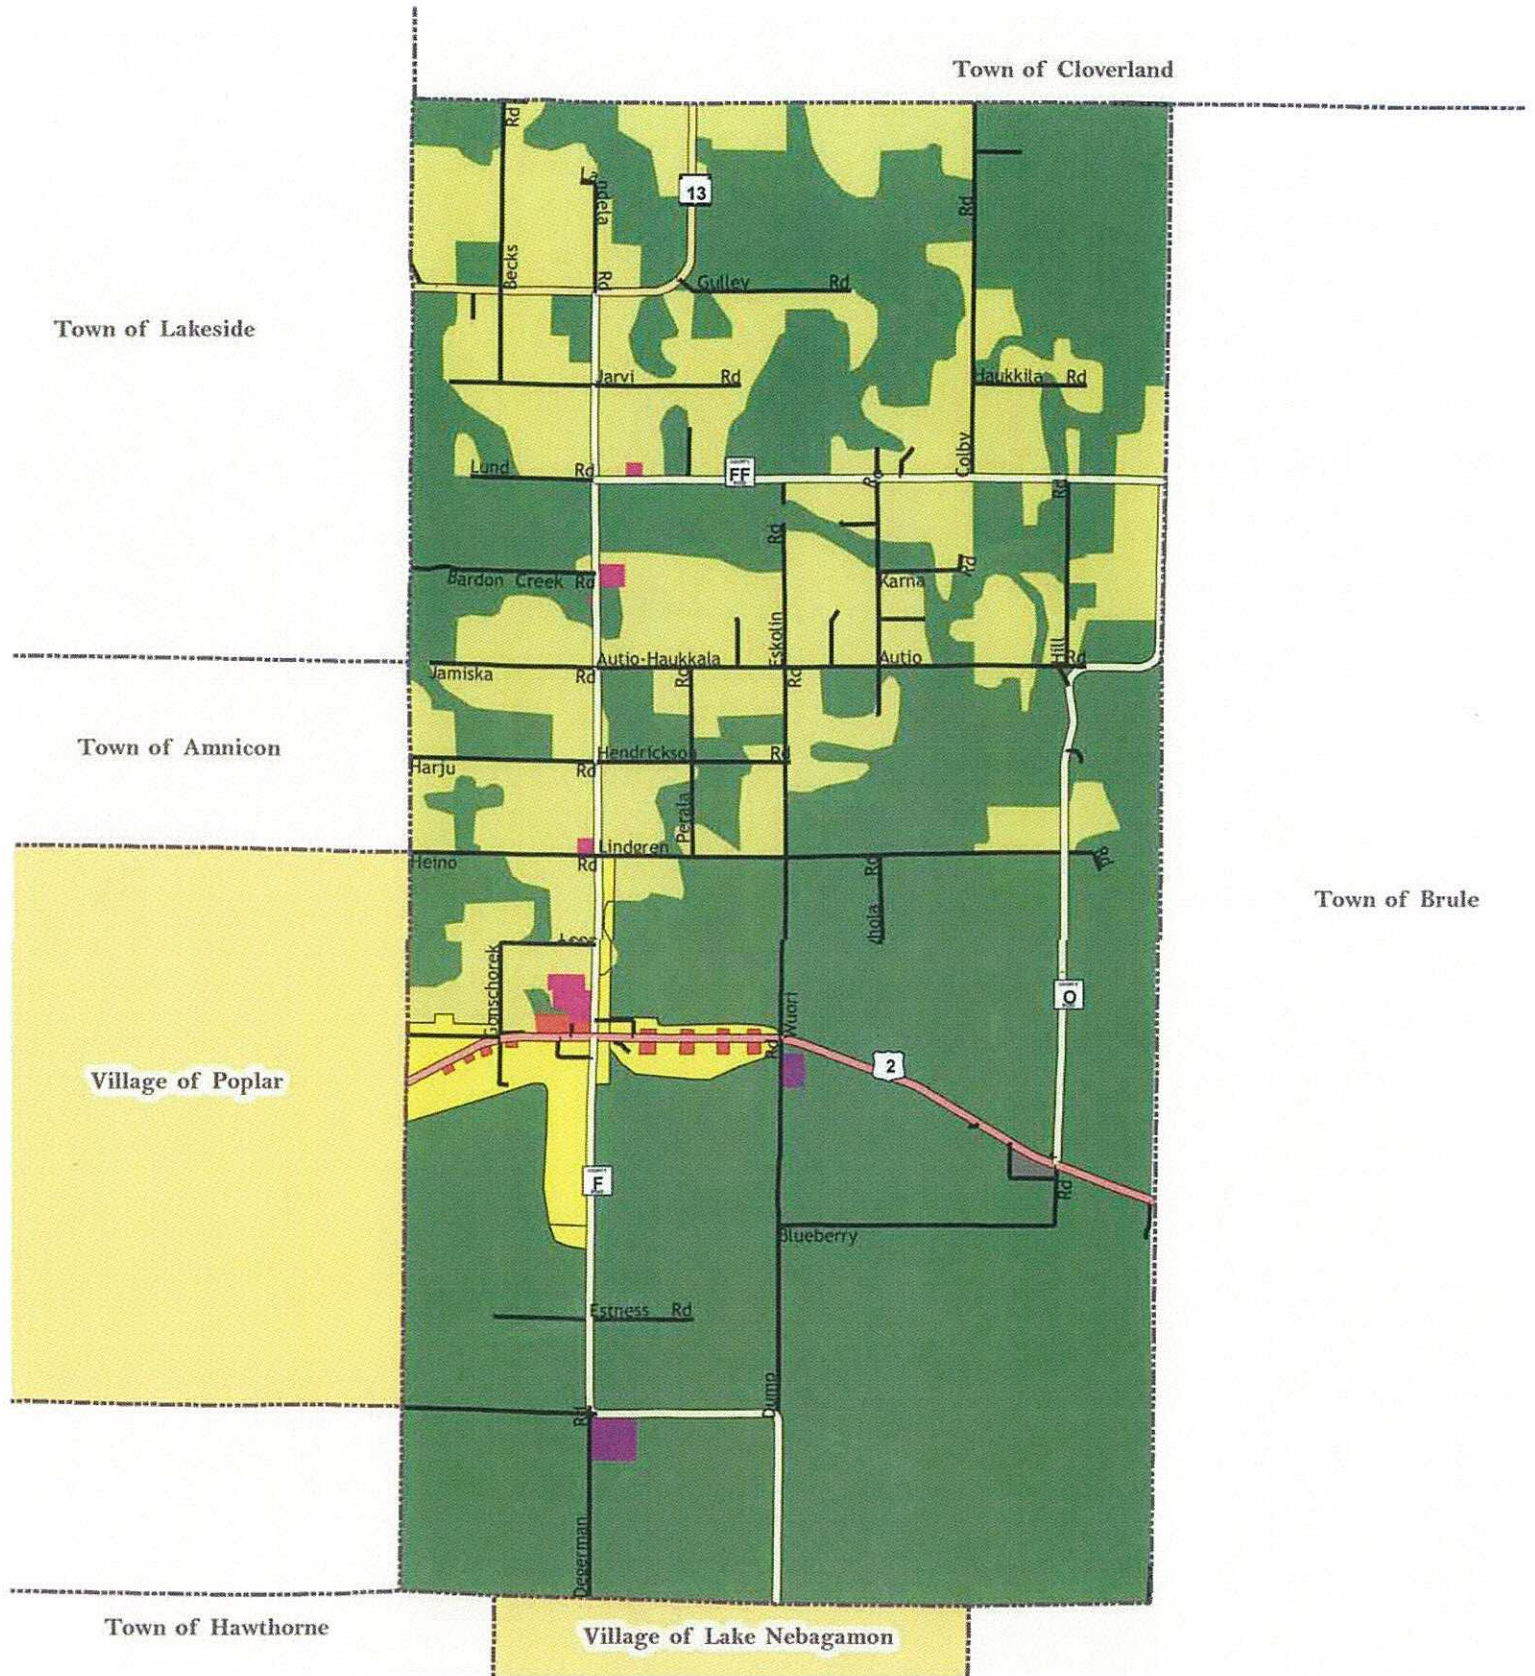 Town of Cloverland
Rd
ndela
13
Rd
Becks
Rd
Gulley Rd
Town of Lakeside
Jarvi Rd
Haukkila Rd
Colby
Lund Rd
FF
Rd
Rd
Rd
Bardon Creek Rd
Karna Rd
Eskolin
Hill
Autio-Haukkala
Autio Rd
Jamiska Rd
Rd
Rd
Town of Amnicon
Hendrickson Rd
Harju Rd
Perala
Lindgren
Heino Rd
Rd
Rd
Town of Brule
Gonschorek
Wuori
O
Rd
2
Village of Poplar
F
Rd
Blueberry
Estness Rd
Dump
Rd
Degerman
Town of Hawthorne
Village of Lake Nebagamon